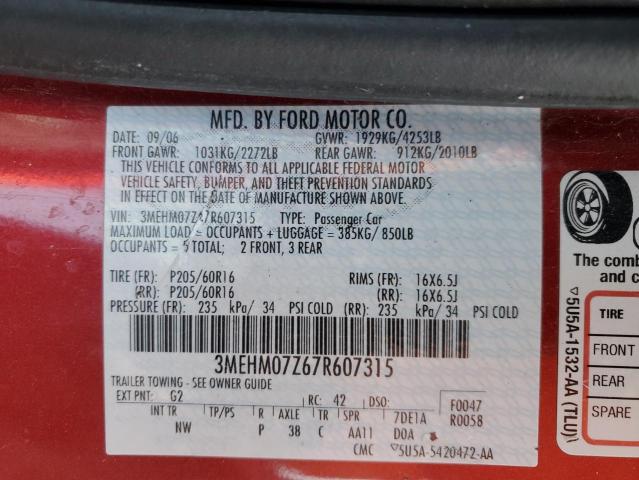 MFD. BY FORD MOTOR CO.
DATE: 09/06 GVWR: 1929KG/4253LB
FRONT GAWR: 1031KG/2272LB REAR GAWR: 912KG/2010LB
THIS VEHICLE CONFORMS TO ALL APPLICABLE FEDERAL MOTOR
VEHICLE SAFETY, BUMPER, AND THEFT PREVENTION STANDARDS
IN EFFECT ON THE DATE OF MANUFACTURE SHOWN ABOVE.
VIN: 3MEHM07Z67R607315 TYPE: Passenger Car
MAXIMUM LOAD = OCCUPANTS + LUGGAGE = 385KG/ 850LB
OCCUPANTS = 5 TOTAL; 2 FRONT, 3 REAR
TIRE (FR): P205/60R16 RIMS (FR): 16X6.5J
(RR): P205/60R16 (RR): 16X6.5J
PRESSURE (FR): 235 kPa/ 34 PSI COLD (RR): 235 kPa/ 34 PSI COLD
3MEHM07Z67R607315
TRAILER TOWING - SEE OWNER GUIDE
EXT PNT: G2 RC: 42 DSO: F0047
INT TR TP/PS R AXLE TR SPR 7DE1A R0058
NW P 38 C AA11 D0A
CMC 5U5A-5420472-AA
The comb
and c
TIRE
FRONT
REAR
SPARE
5U5A-1532-AA (TLU)